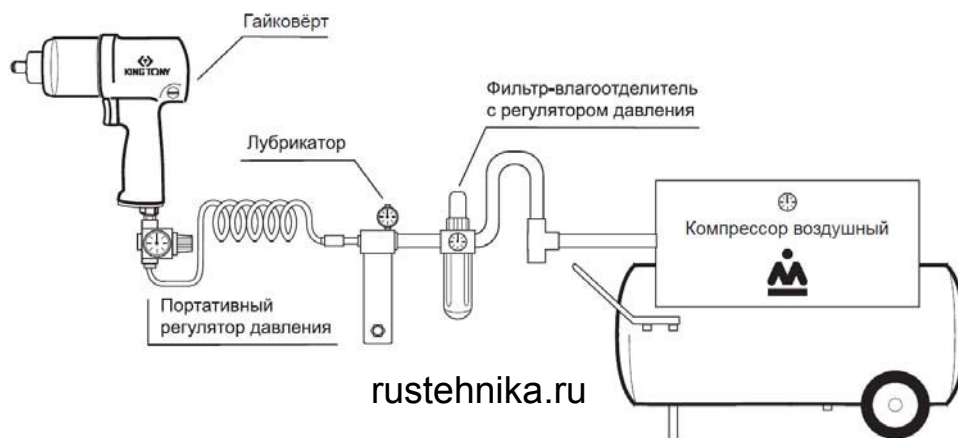 Гайковёрт
KING TONY
Фильтр-влагоотделитель
с регулятором давления
Лубрикатор
Компрессор воздушный
Портативный
регулятор давления
rustehnika.ru